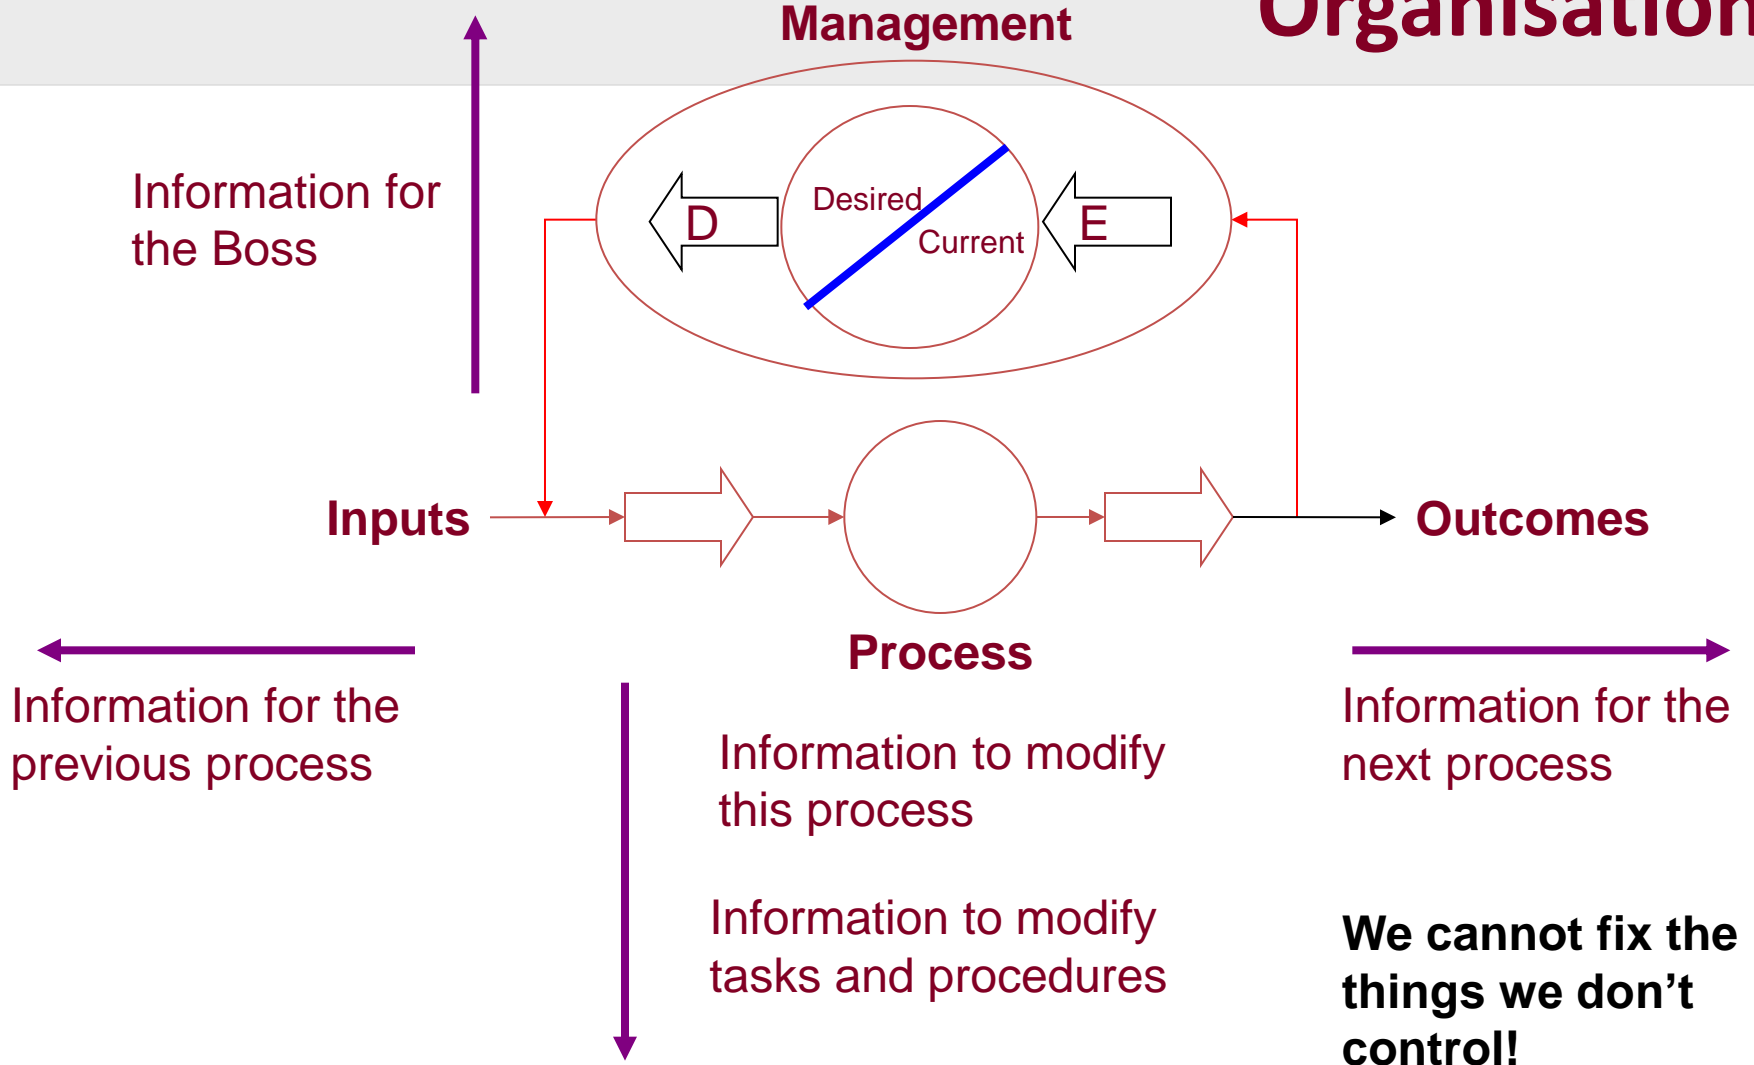 Organisation
Management
Information for
the Boss
D
Desired
Current
E
Inputs
Outcomes
Process
Information for the
previous process
Information to modify
this process
Information for the
next process
Information to modify
tasks and procedures
We cannot fix the
things we don’t
control!